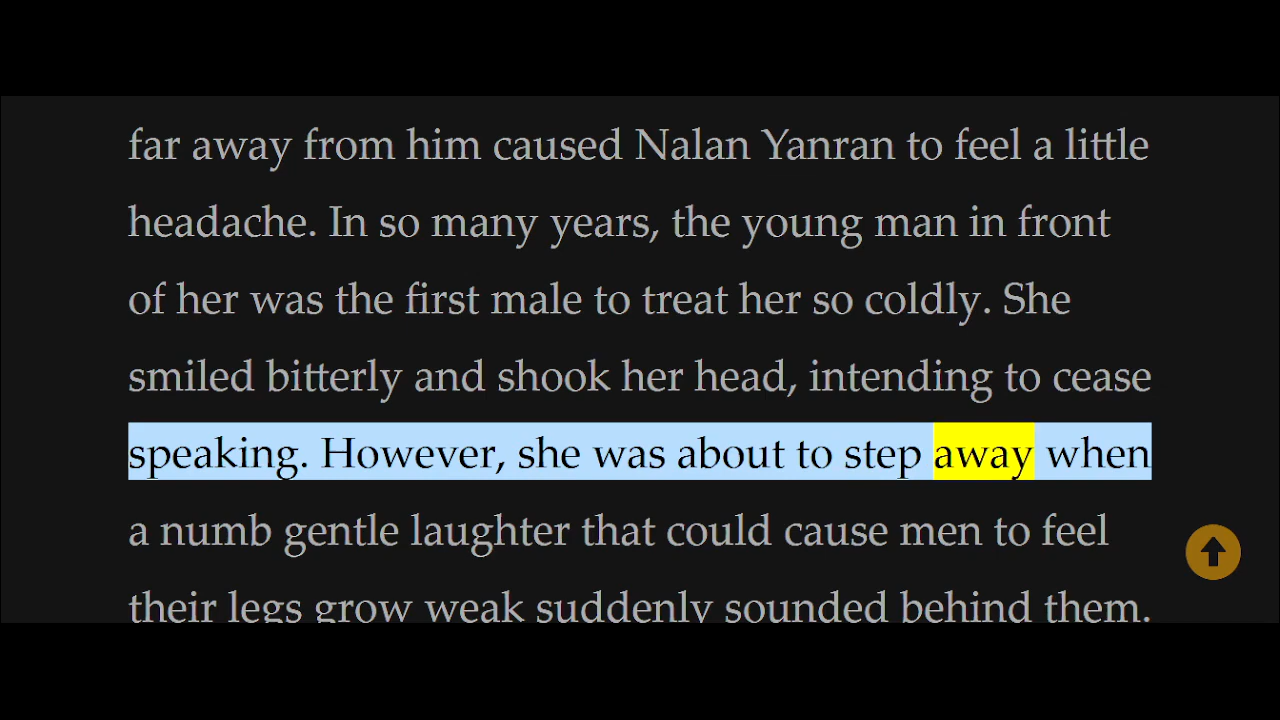 far away from him caused Nalan Yanran to feel a little
headache. In so many years, the young man in front
of her was the first male to treat her so coldly. She
smiled bitterly and shook her head, intending to cease
speaking. However, she was about to step away when
a numb gentle laughter that could cause men to feel
their legs grow weak suddenly sounded behind them.